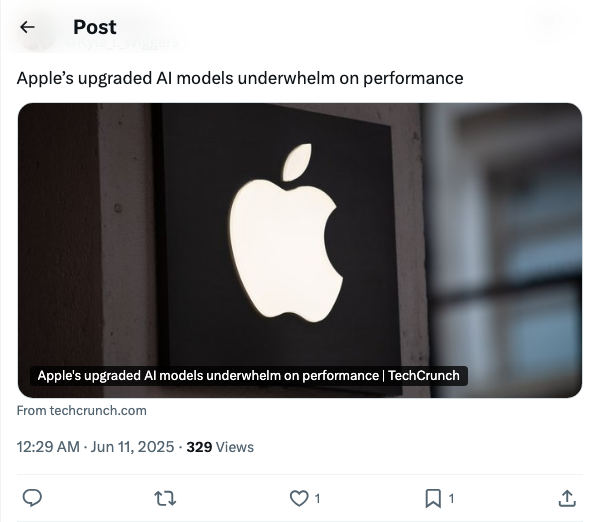 Post
Apple’s upgraded AI models underwhelm on performance
Apple's upgraded AI models underwhelm on performance | TechCrunch
From techcrunch.com
12:29 AM · Jun 11, 2025 · 329 Views
1
1